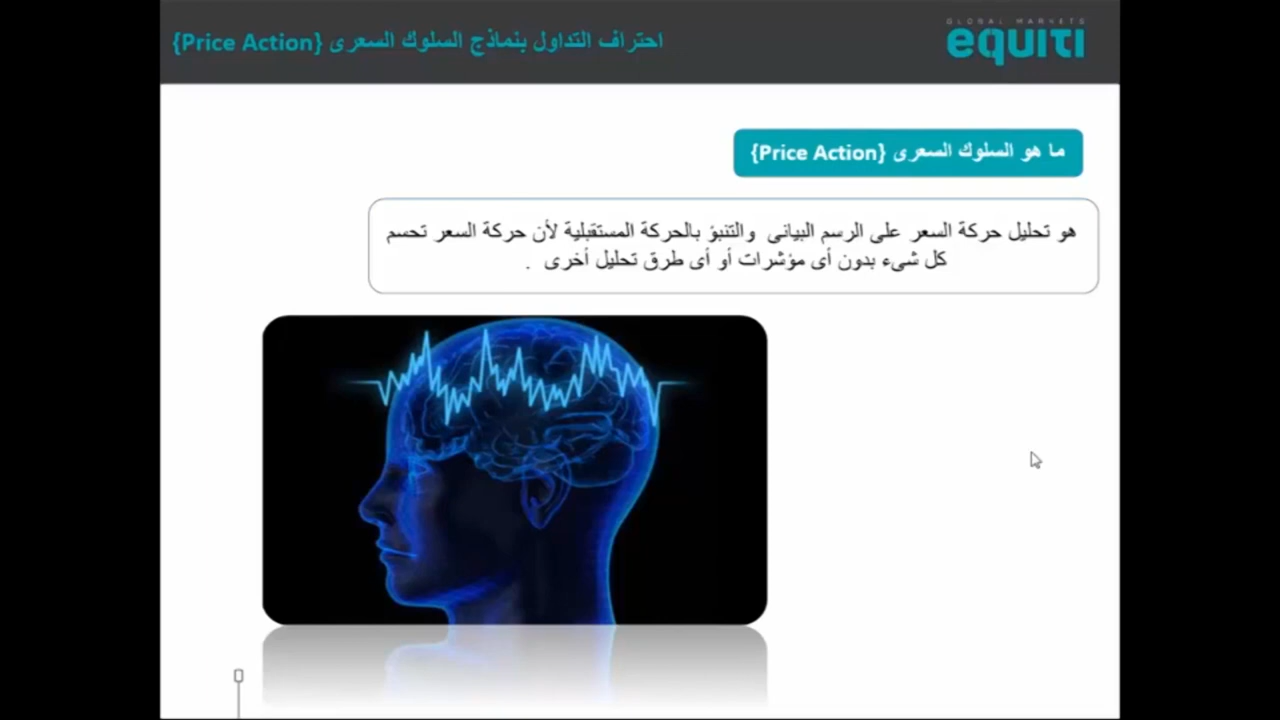 احتراف التداول بنماذج السلوك السعرى {Price Action}
GLOBAL MARKETS
equiti
ما هو السلوك السعرى {Price Action}
هو تحليل حركة السعر على الرسم البيانى والتنبؤ بالحركة المستقبلية لأن حركة السعر تحسم
كل شىء بدون أى مؤشرات أو أى طرق تحليل أخرى .